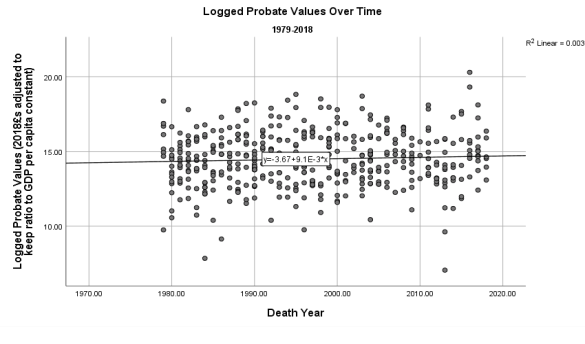 Logged Probate Values Over Time
1979-2018
R2 Linear = 0.003
Logged Probate Values (2018£s adjusted to
keep ratio to GDP per capita constant)
20.00
15.00
10.00
y=-3.67+9.1E-3*x
1970.00 1980.00 1990.00 2000.00 2010.00 2020.00
Death Year